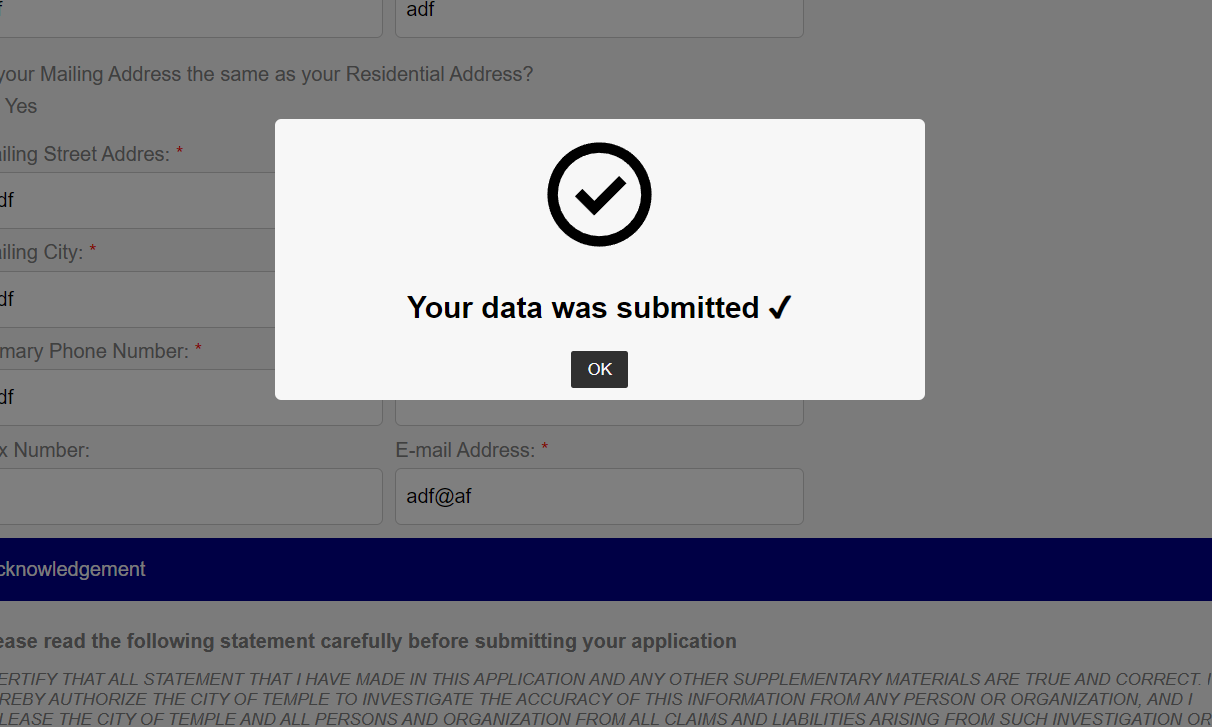 f
adf
your Mailing Address the same as your Residential Address?
Yes
iling Street Addres: *
df
iling City: *
df
mary Phone Number: *
df
Your data was submitted ✓
OK
x Number:
E-mail Address: *
adf@af
cknowledgement
ease read the following statement carefully before submitting your application
ERTIFY THAT ALL STATEMENT THAT I HAVE MADE IN THIS APPLICATION AND ANY OTHER SUPPLEMENTARY MATERIALS ARE TRUE AND CORRECT. I
REBY AUTHORIZE THE CITY OF TEMPLE TO INVESTIGATE THE ACCURACY OF THIS INFORMATION FROM ANY PERSON OR ORGANIZATION, AND I
LEASE THE CITY OF TEMPLE AND ALL PERSONS AND ORGANIZATION FROM ALL CLAIMS AND LIABILITIES ARISING FROM SUCH INVESTIGATION OR